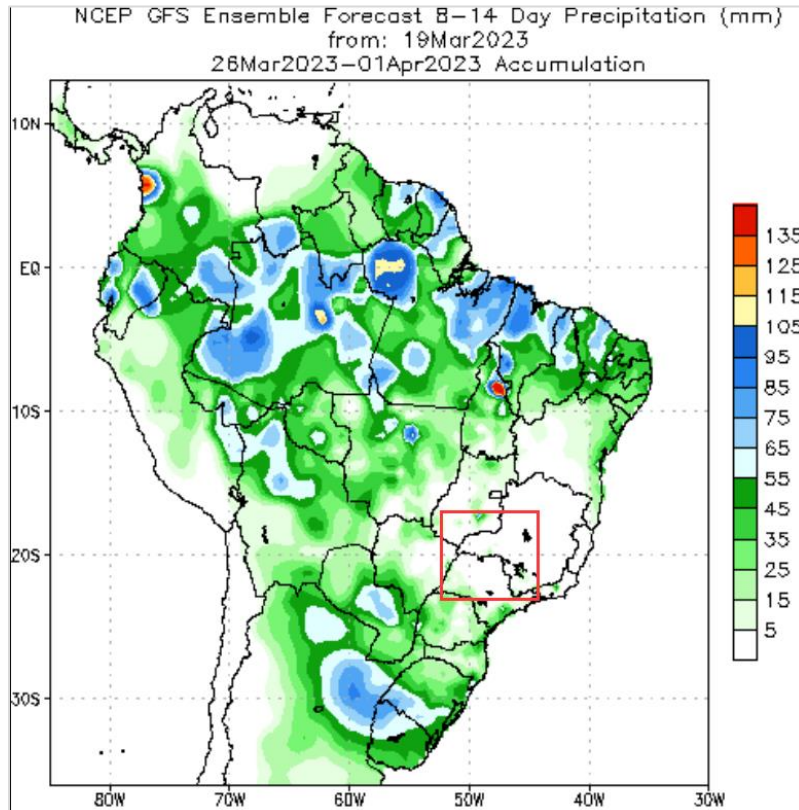 NCEP GFS Ensemble Forecast 8-14 Day Precipitation (mm)
from: 19Mar2023
26Mar2023-01Apr2023 Accumulation
10N
EQ
10S
20S
30S
80W
70W
60W
50W
40W
30W
135
125
115
105
95
85
75
65
55
45
35
25
15
5